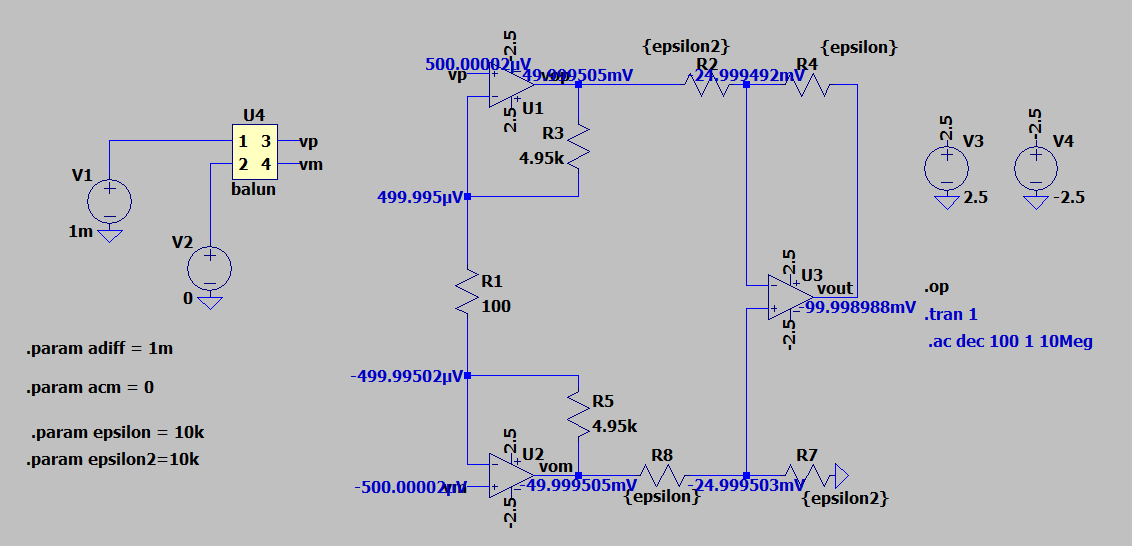 U4
1 3
2 4
balun
vp
vm
V1
1m
V2
0
.param adiff = 1m
.param acm = 0
.param epsilon = 10k
.param epsilon2=10k
500.00002µV
vp
-2.5
2.5
U1
vop
49.999505mV
R3
4.95k
499.995µV
R1
100
-499.99502µV
R5
4.95k
2.5
U2
vom
-500.00002µV
-2.5
-49.999505mV
{epsilon2}
R2
-24.999492mV
{epsilon}
R4
R8
{epsilon}
-24.999503mV
R7
{epsilon2}
2.5
U3
vout
-99.998988mV
-2.5
2.5
V3
2.5
-2.5
V4
-2.5
.op
.tran 1
.ac dec 100 1 10Meg